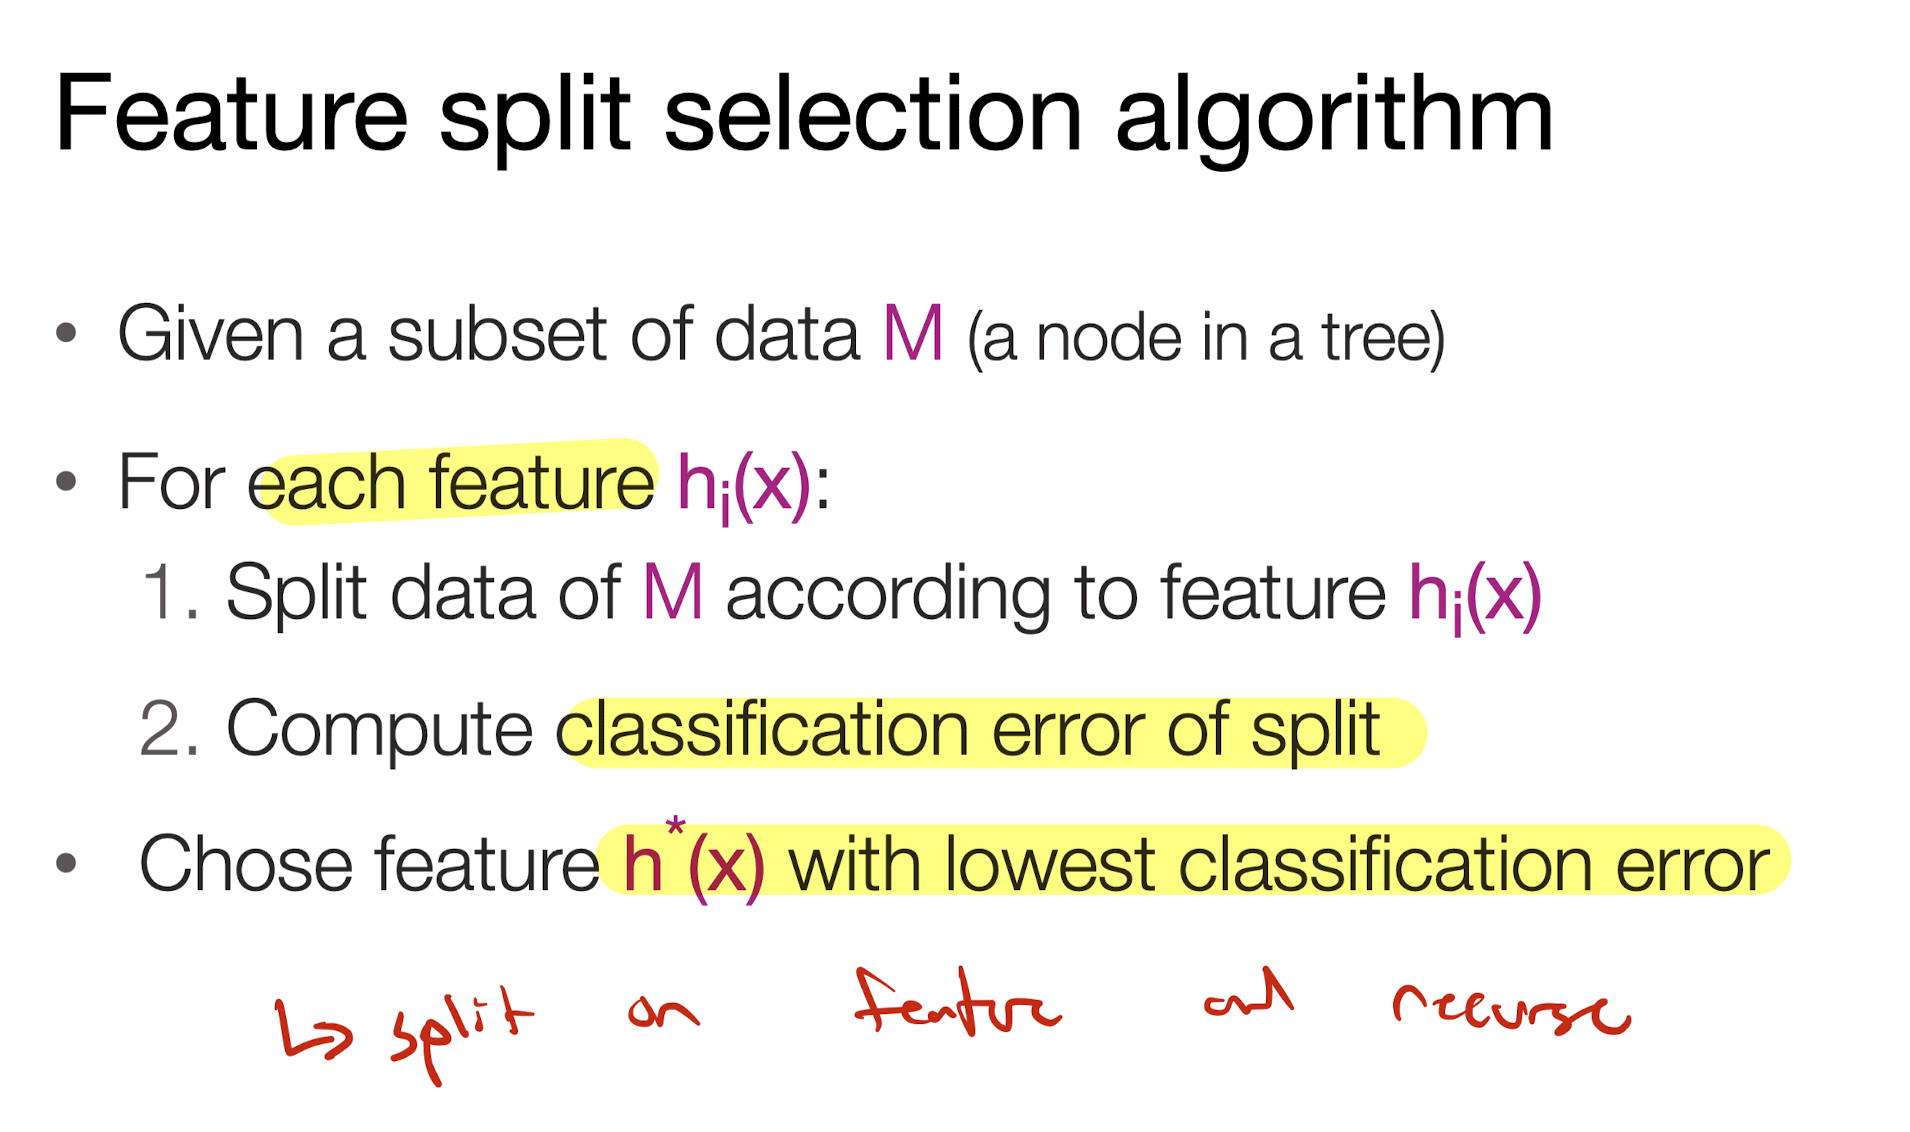 Feature split selection algorithm
• Given a subset of data M (a node in a tree)
• For each feature hᵢ(x):
1. Split data of M according to feature hᵢ(x)
2. Compute classification error of split
• Chose feature h*(x) with lowest classification error
↳ split on feature and recurse